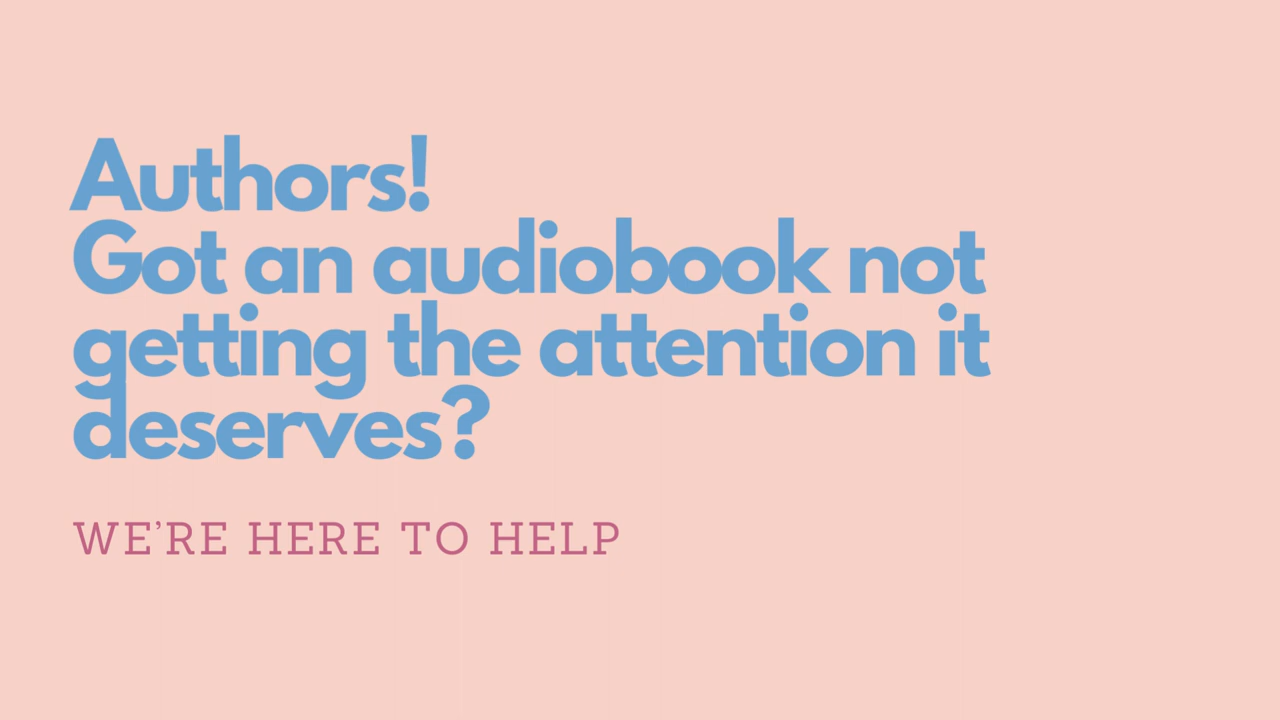 Authors!
Got an audiobook not
getting the attention it
deserves?
WE’RE HERE TO HELP